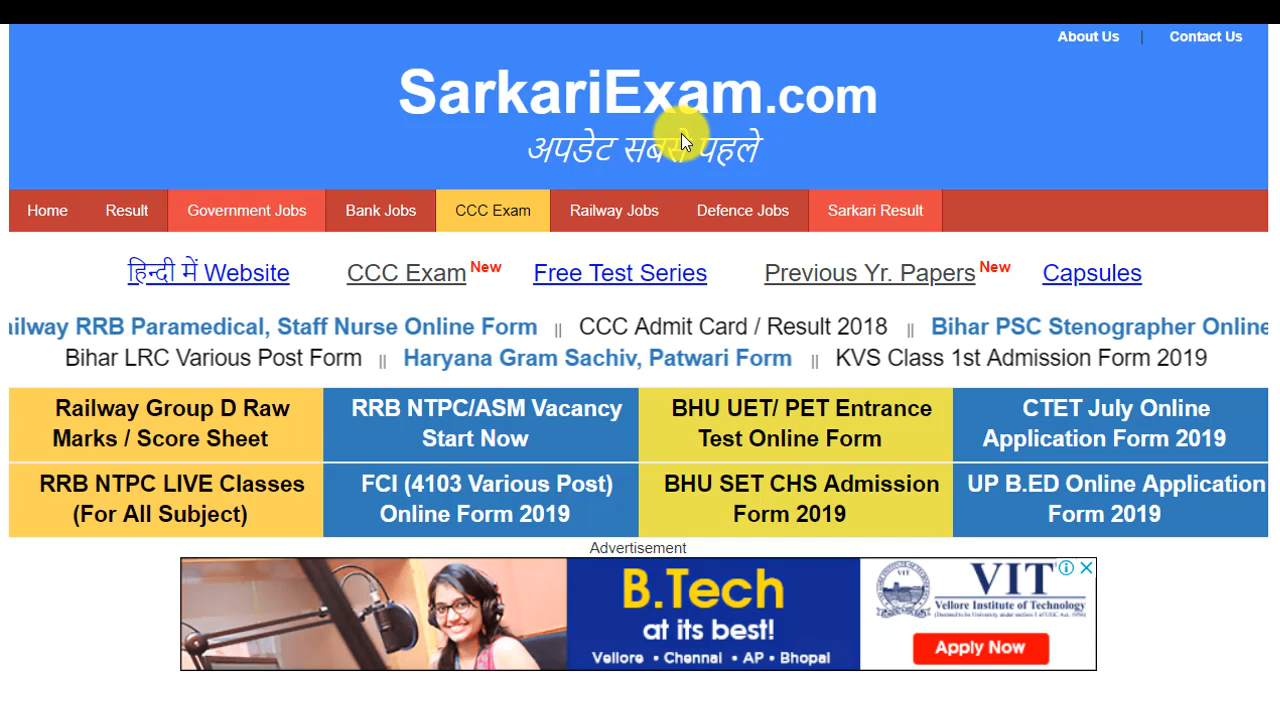 About Us | Contact Us
SarkariExam.com
अपडेट सबसे पहले
Home Result Government Jobs Bank Jobs CCC Exam Railway Jobs Defence Jobs Sarkari Result
हिन्दी में Website CCC Exam New Free Test Series Previous Yr. Papers New Capsules
ailway RRB Paramedical, Staff Nurse Online Form || CCC Admit Card / Result 2018 || Bihar PSC Stenographer Online
Bihar LRC Various Post Form || Haryana Gram Sachiv, Patwari Form || KVS Class 1st Admission Form 2019
Railway Group D Raw
Marks / Score Sheet
RRB NTPC/ASM Vacancy
Start Now
BHU UET/ PET Entrance
Test Online Form
CTET July Online
Application Form 2019
RRB NTPC LIVE Classes
(For All Subject)
FCI (4103 Various Post)
Online Form 2019
BHU SET CHS Admission
Form 2019
UP B.ED Online Application
Form 2019
Advertisement
B.Tech
at its best!
Vellore • Chennai • AP • Bhopal
VIT
Vellore Institute of Technology
Apply Now